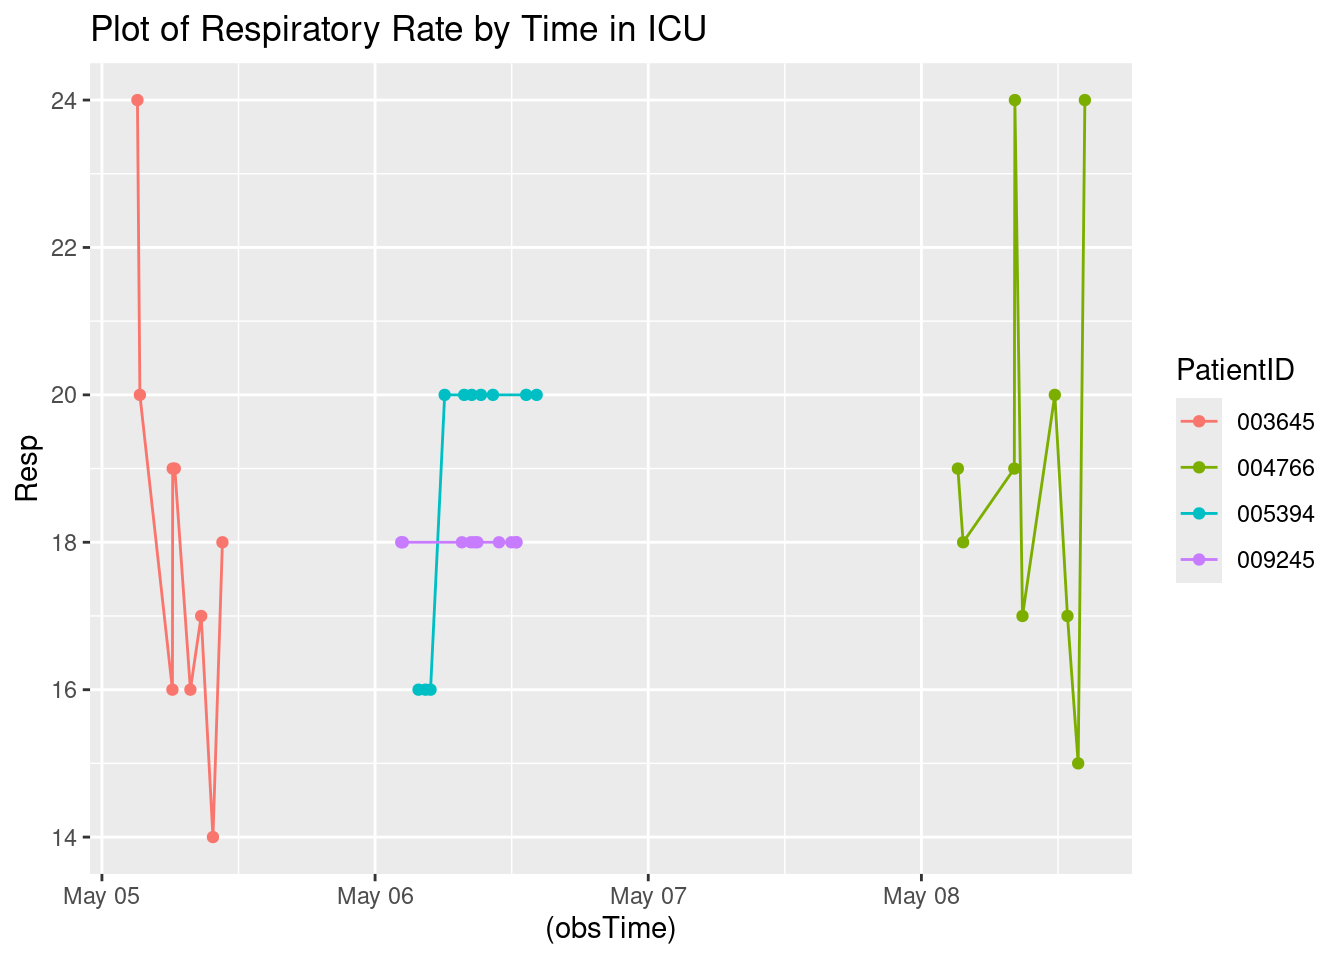 Plot of Respiratory Rate by Time in ICU
24
22
20
18
16
14
Resp
May 05
May 06
May 07
May 08
(obsTime)
PatientID
003645
004766
005394
009245